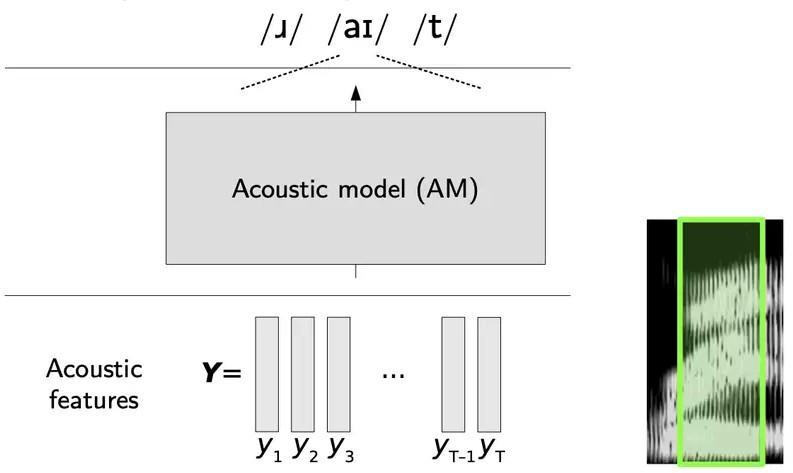 /ɹ/ /aɪ/ /t/
Acoustic model (AM)
Acoustic
features
Y= ...
y1 y2 y3 yT-1 yT